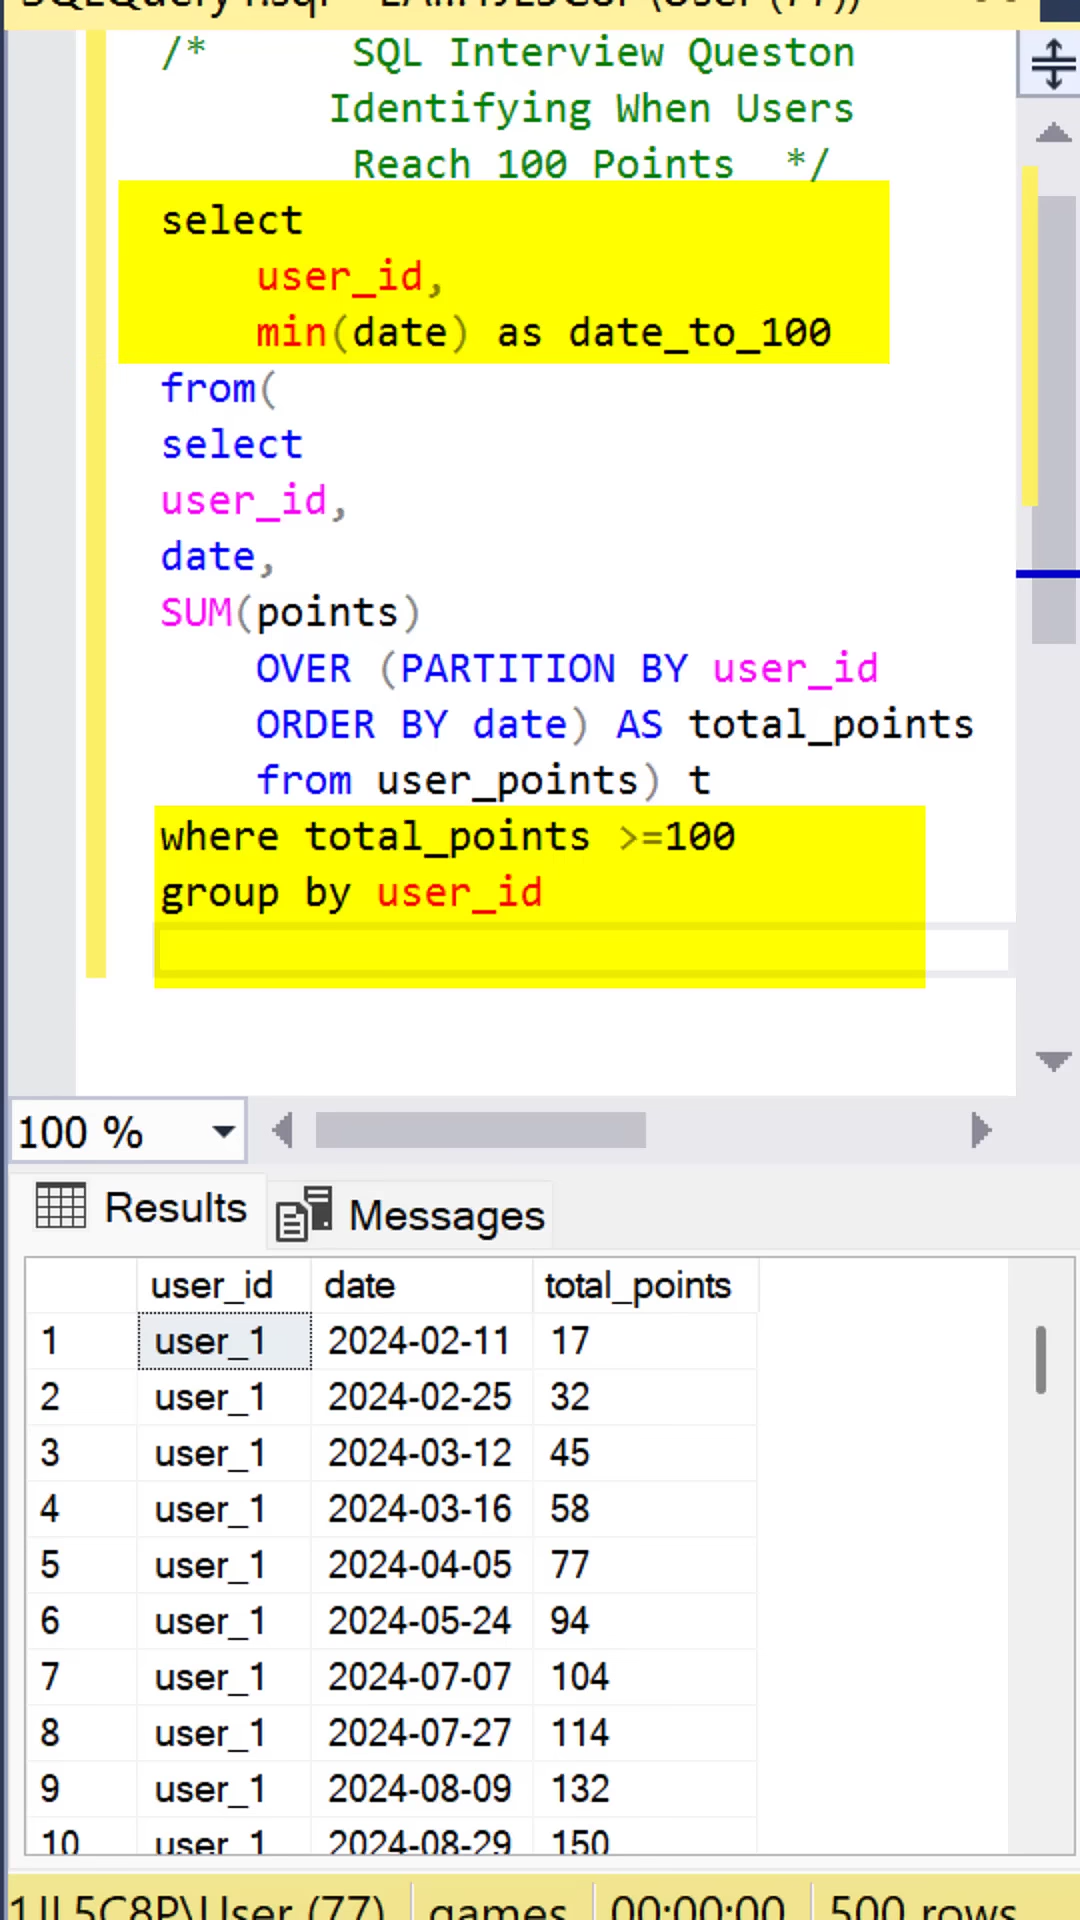 /* SQL Interview Queston
Identifying When Users
Reach 100 Points */
select
user_id,
min(date) as date_to_100
from(
select
user_id,
date,
SUM(points)
OVER (PARTITION BY user_id
ORDER BY date) AS total_points
from user_points) t
where total_points >=100
group by user_id
100 %
Results Messages
user_id date total_points
1 user_1 2024-02-11 17
2 user_1 2024-02-25 32
3 user_1 2024-03-12 45
4 user_1 2024-03-16 58
5 user_1 2024-04-05 77
6 user_1 2024-05-24 94
7 user_1 2024-07-07 104
8 user_1 2024-07-27 114
9 user_1 2024-08-09 132
10 user_1 2024-08-29 150
1JL5C8P\User (77) games 00:00:00 500 rows